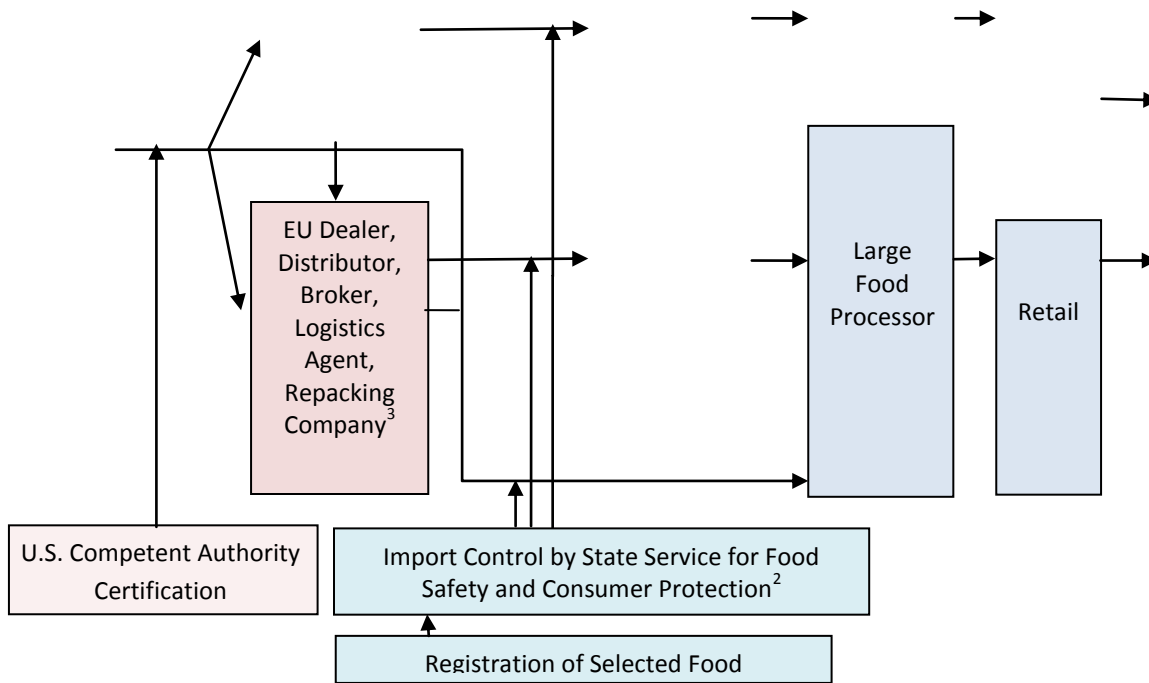 EU Dealer,
Distributor,
Broker,
Logistics
Agent,
Repacking
Company³
Large
Food
Processor
Retail
U.S. Competent Authority
Certification
Import Control by State Service for Food
Safety and Consumer Protection²
Registration of Selected Food